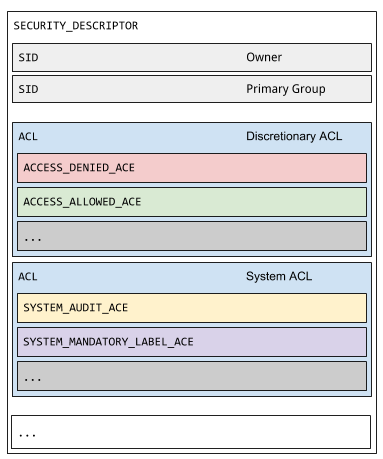 SECURITY_DESCRIPTOR
SID Owner
SID Primary Group
ACL Discretionary ACL
ACCESS_DENIED_ACE
ACCESS_ALLOWED_ACE
...
ACL System ACL
SYSTEM_AUDIT_ACE
SYSTEM_MANDATORY_LABEL_ACE
...
...